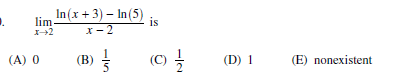 . lim x→2 ln(x + 3) – ln(5) / x – 2 is
(A) 0 (B) 1/5 (C) 1/2 (D) 1 (E) nonexistent